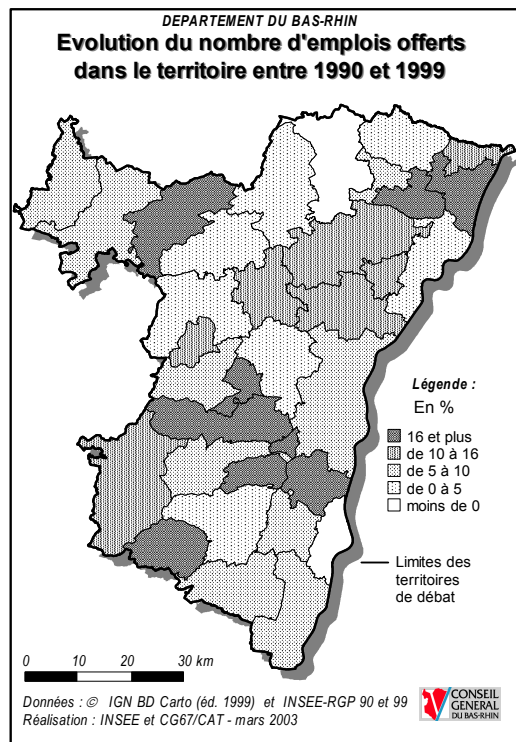 DEPARTEMENT DU BAS-RHIN
Evolution du nombre d'emplois offerts
dans le territoire entre 1990 et 1999
Légende :
En %
16 et plus
de 10 à 16
de 5 à 10
de 0 à 5
moins de 0
Limites des
territoires
de débat
0 10 20 30 km
Données : © IGN BD Carto (éd. 1999) et INSEE-RGP 90 et 99
Réalisation : INSEE et CG67/CAT - mars 2003
CONSEIL
GENERAL
DU BAS-RHIN